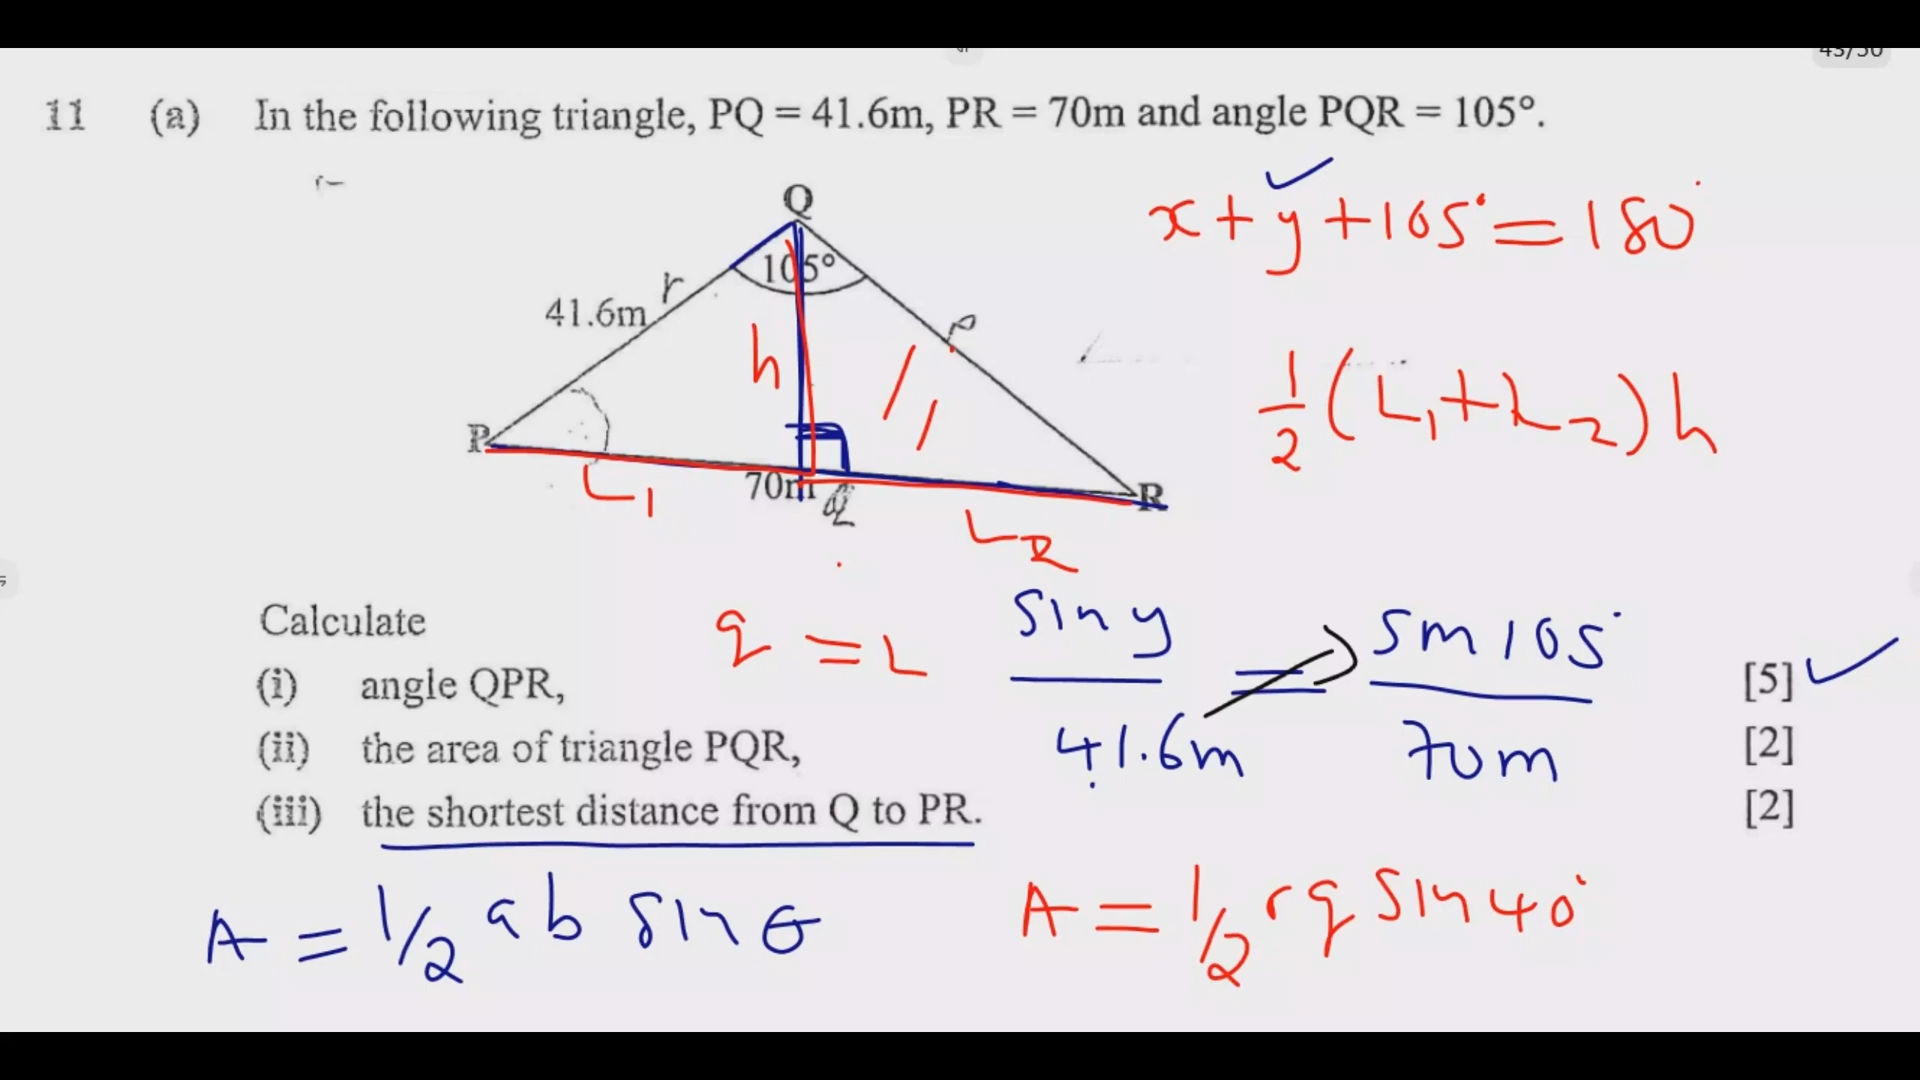 11 (a) In the following triangle, PQ = 41.6m, PR = 70m and angle PQR = 105°.
x + y + 105° = 180°
Q
105°
41.6m r
h
P
70m
R
L1
L2
1/2 (L1 + L2) h
Calculate
q = L
sin y / 41.6m = sin 105° / 70m
(i) angle QPR, [5]
(ii) the area of triangle PQR, [2]
(iii) the shortest distance from Q to PR. [2]
A = 1/2 ab sin θ
A = 1/2 rq sin 40°